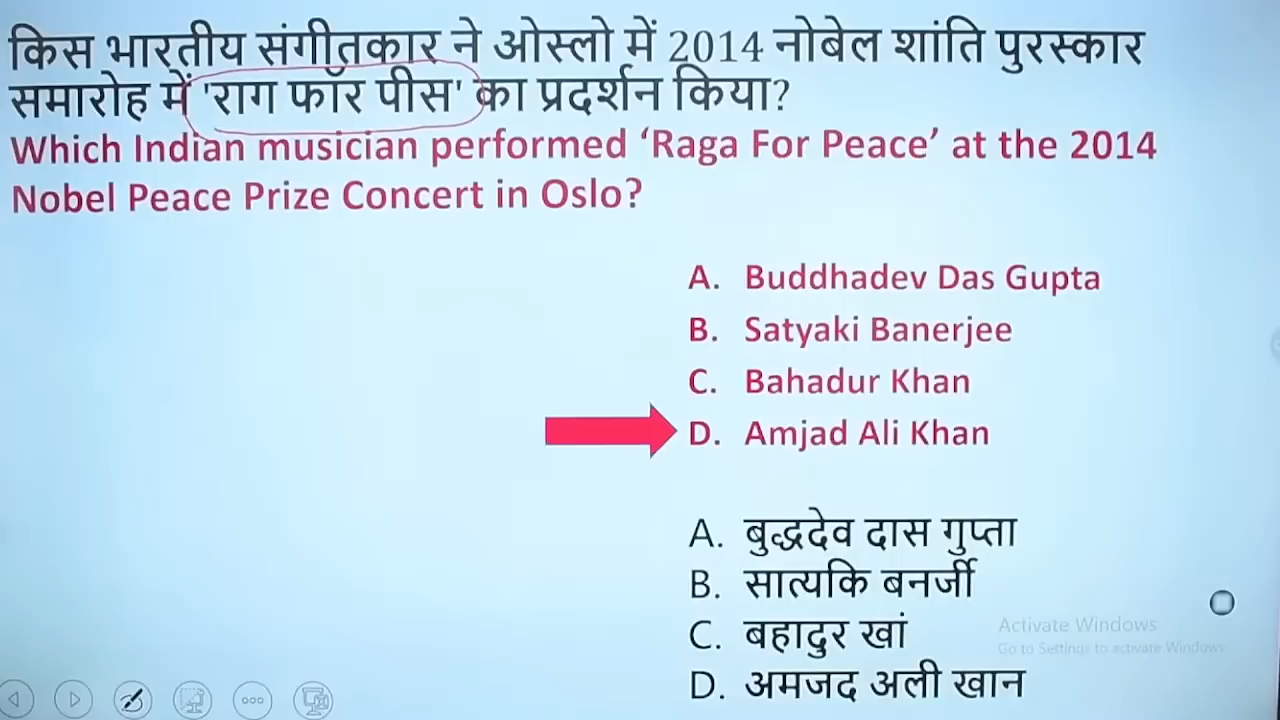 किस भारतीय संगीतकार ने ओस्लो में 2014 नोबेल शांति पुरस्कार
समारोह में 'राग फॉर पीस' का प्रदर्शन किया?
Which Indian musician performed ‘Raga For Peace’ at the 2014
Nobel Peace Prize Concert in Oslo?
A. Buddhadev Das Gupta
B. Satyaki Banerjee
C. Bahadur Khan
D. Amjad Ali Khan
A. बुद्धदेव दास गुप्ता
B. सात्यकि बनर्जी
C. बहादुर खां
D. अमजद अली खान
Activate Windows
Go to Settings to activate Windows.